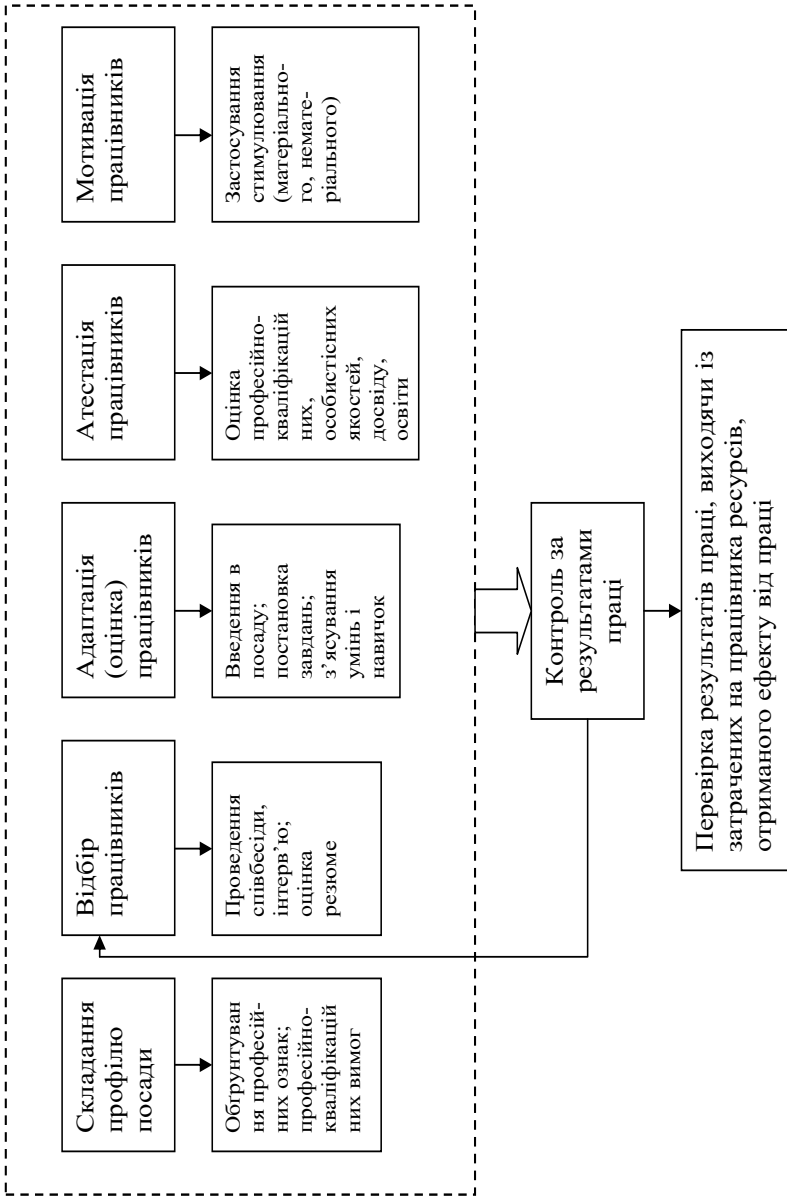 Складання
профілю
посади
Відбір
працівників
Адаптація
(оцінка)
працівників
Атестація
працівників
Мотивація
працівників
Обґрунтуван
ня професій-
них ознак;
професійно-
кваліфікацій
них вимог
Проведення
співбесіди,
інтерв’ю;
оцінка
резюме
Введення в
посаду;
постановка
завдань;
з’ясування
умінь і
навичок
Оцінка
професійно-
кваліфікацій
них,
особистісних
якостей,
досвіду,
освіти
Застосування
стимулювання
(матеріально-
го, немате-
ріального)
Контроль за
результатами
праці
Перевірка результатів праці, виходячи із
затрачених на працівника ресурсів,
отриманого ефекту від праці